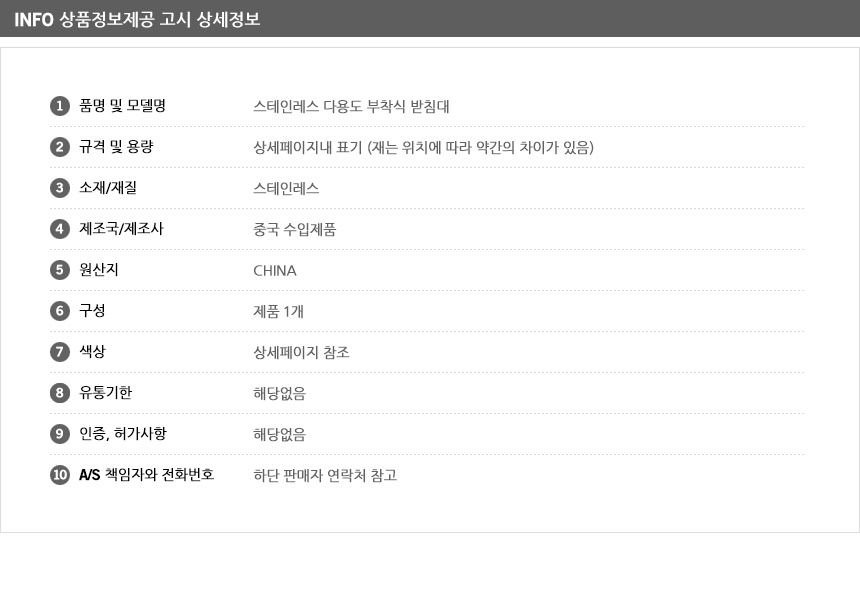 INFO 상품정보제공 고시 상세정보
1 품명 및 모델명 스테인레스 다용도 부착식 받침대
2 규격 및 용량 상세페이지내 표기 (재는 위치에 따라 약간의 차이가 있음)
3 소재/재질 스테인레스
4 제조국/제조사 중국 수입제품
5 원산지 CHINA
6 구성 제품 1개
7 색상 상세페이지 참조
8 유통기한 해당없음
9 인증, 허가사항 해당없음
10 A/S 책임자와 전화번호 하단 판매자 연락처 참고